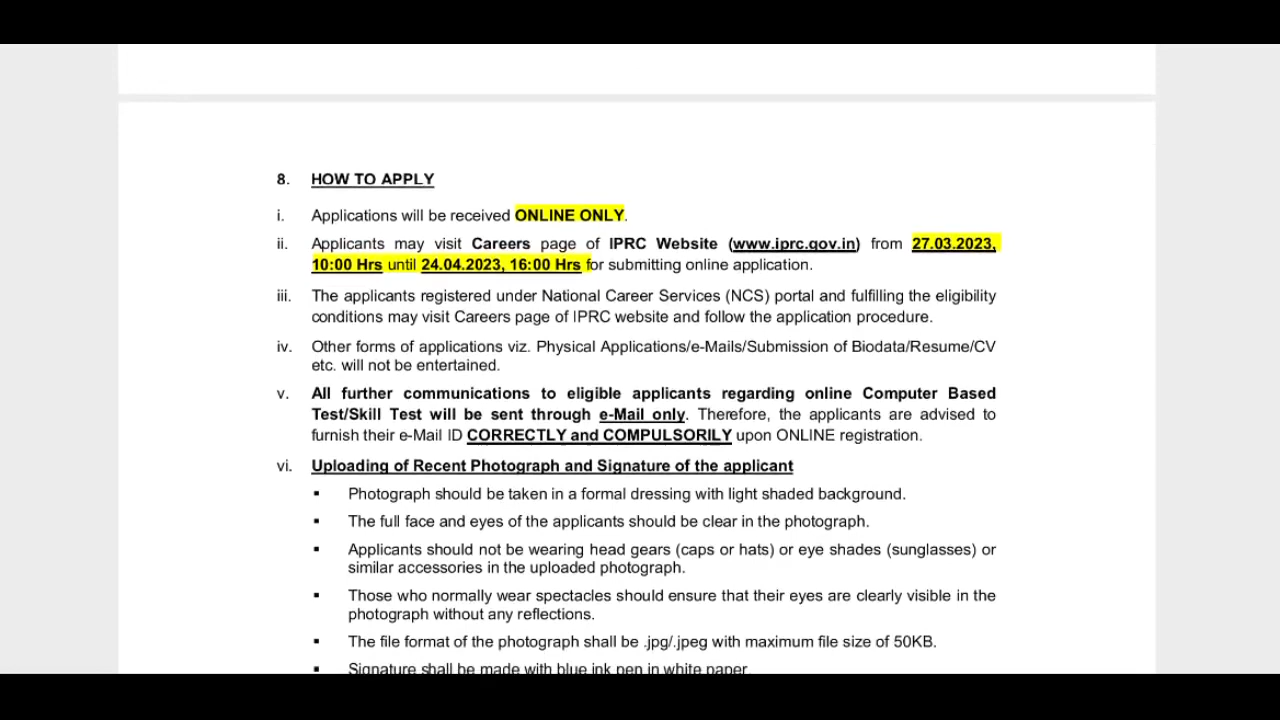 8. HOW TO APPLY
i. Applications will be received ONLINE ONLY.
ii. Applicants may visit Careers page of IPRC Website (www.iprc.gov.in) from 27.03.2023,
10:00 Hrs until 24.04.2023, 16:00 Hrs for submitting online application.
iii. The applicants registered under National Career Services (NCS) portal and fulfilling the eligibility
conditions may visit Careers page of IPRC website and follow the application procedure.
iv. Other forms of applications viz. Physical Applications/e-Mails/Submission of Biodata/Resume/CV
etc. will not be entertained.
v. All further communications to eligible applicants regarding online Computer Based
Test/Skill Test will be sent through e-Mail only. Therefore, the applicants are advised to
furnish their e-Mail ID CORRECTLY and COMPULSORILY upon ONLINE registration.
vi. Uploading of Recent Photograph and Signature of the applicant
▪ Photograph should be taken in a formal dressing with light shaded background.
▪ The full face and eyes of the applicants should be clear in the photograph.
▪ Applicants should not be wearing head gears (caps or hats) or eye shades (sunglasses) or
similar accessories in the uploaded photograph.
▪ Those who normally wear spectacles should ensure that their eyes are clearly visible in the
photograph without any reflections.
▪ The file format of the photograph shall be .jpg/.jpeg with maximum file size of 50KB.
▪ Signature shall be made with blue ink pen in white paper.